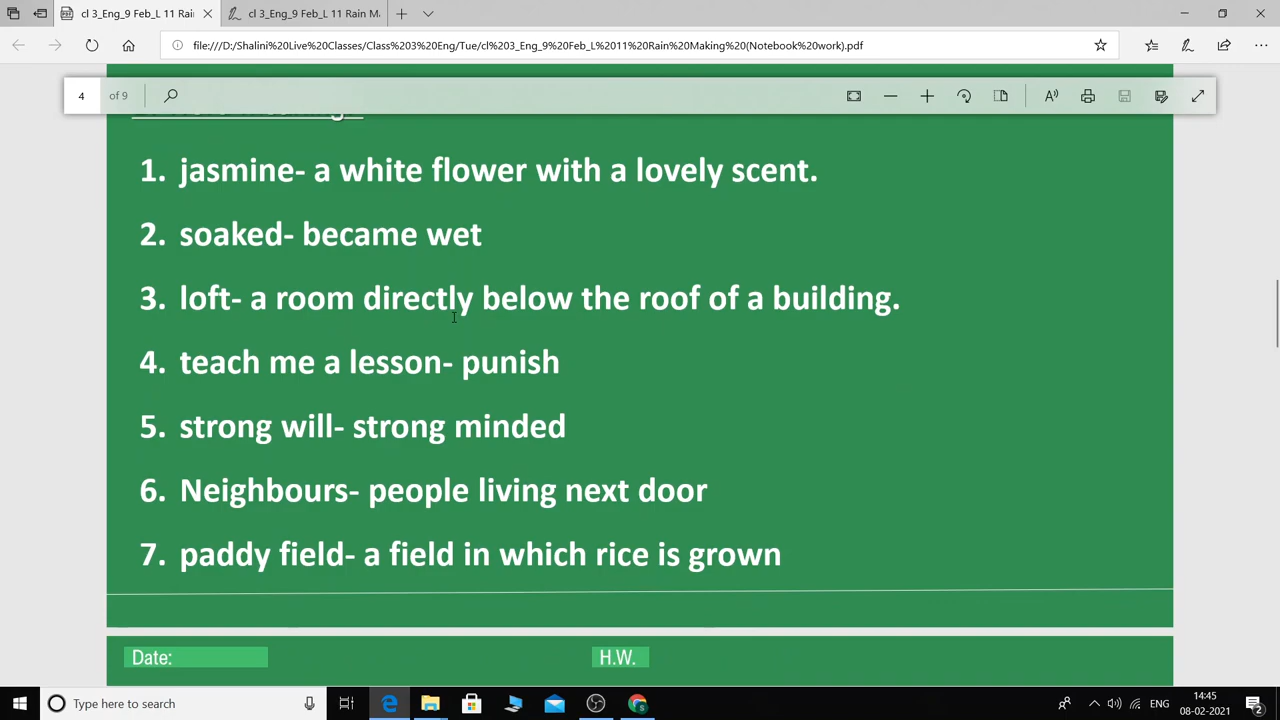 cl 3_Eng_9 Feb_L 11 Rai
cl 3_Eng_9 Feb_L 11 Rain M
file:///D:/Shalini%20Live%20Classes/Class%203%20Eng/Tue/cl%203_Eng_9%20Feb_L%2011%20Rain%20Making%20(Notebook%20work).pdf
4 of 9
1. jasmine- a white flower with a lovely scent.
2. soaked- became wet
3. loft- a room directly below the roof of a building.
4. teach me a lesson- punish
5. strong will- strong minded
6. Neighbours- people living next door
7. paddy field- a field in which rice is grown
Date: H.W.
Type here to search
ENG
14:45
08-02-2021
2